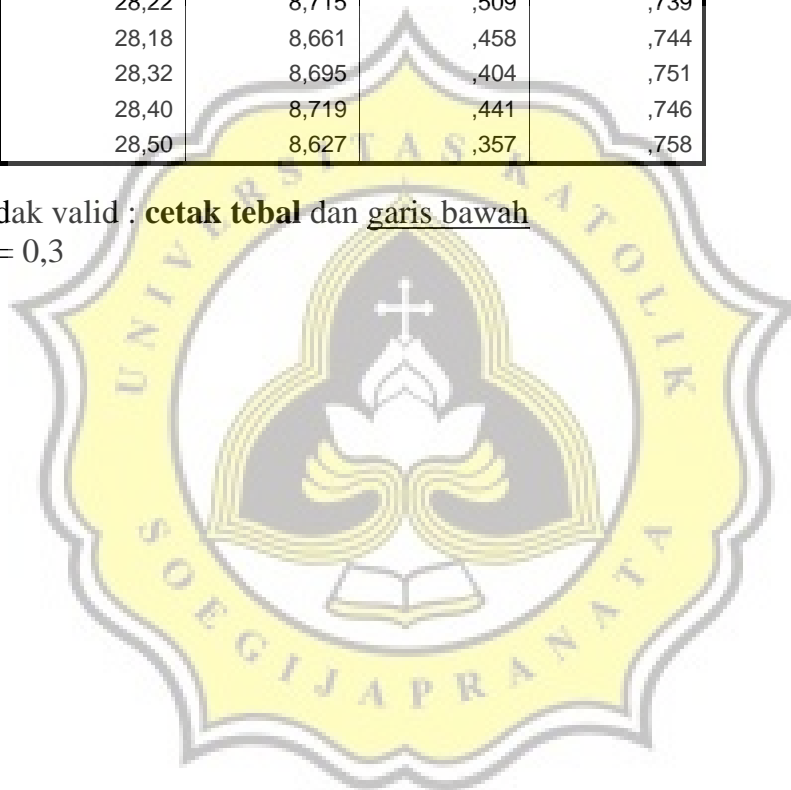 28,22 8,715 ,509 ,739
28,18 8,661 ,458 ,744
28,32 8,695 ,404 ,751
28,40 8,719 ,441 ,746
28,50 8,627 ,357 ,758
dak valid : cetak tebal dan garis bawah
= 0,3
UNIVERSITAS KATOLIK
SOEGIJAPRANATA